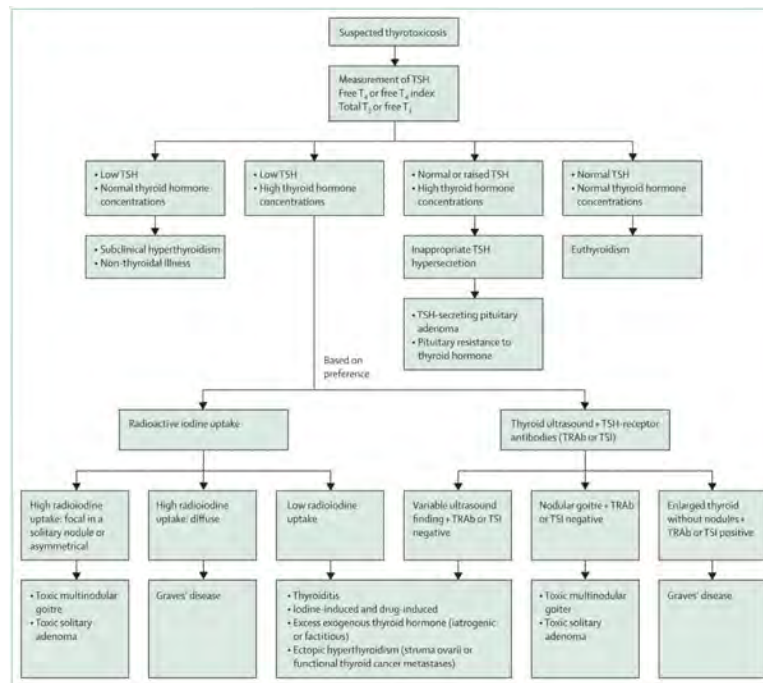 Suspected thyrotoxicosis
Measurement of TSH
Free T4 or free T4 index
Total T3 or free T3
• Low TSH
• Normal thyroid hormone
concentrations
• Low TSH
• High thyroid hormone
concentrations
• Normal or raised TSH
• High thyroid hormone
concentrations
• Normal TSH
• Normal thyroid hormone
concentrations
• Subclinical hyperthyroidism
• Non-thyroidal illness
Inappropriate TSH
hypersecretion
Euthyroidism
• TSH-secreting pituitary
adenoma
• Pituitary resistance to
thyroid hormone
Based on
preference
Radioactive iodine uptake
Thyroid ultrasound + TSH-receptor
antibodies (TRAb or TSI)
High radioiodine
uptake: focal in a
solitary nodule or
asymmetrical
High radioiodine
uptake: diffuse
Low radioiodine
uptake
Variable ultrasound
finding + TRAb or TSI
negative
Nodular goitre + TRAb
or TSI negative
Enlarged thyroid
without nodules +
TRAb or TSI positive
• Toxic multinodular
goitre
• Toxic solitary
adenoma
Graves' disease
• Thyroiditis
• Iodine-induced and drug-induced
• Excess exogenous thyroid hormone (iatrogenic
or factitious)
• Ectopic hyperthyroidism (struma ovarii or
functional thyroid cancer metastases)
• Toxic multinodular
goiter
• Toxic solitary
adenoma
Graves' disease